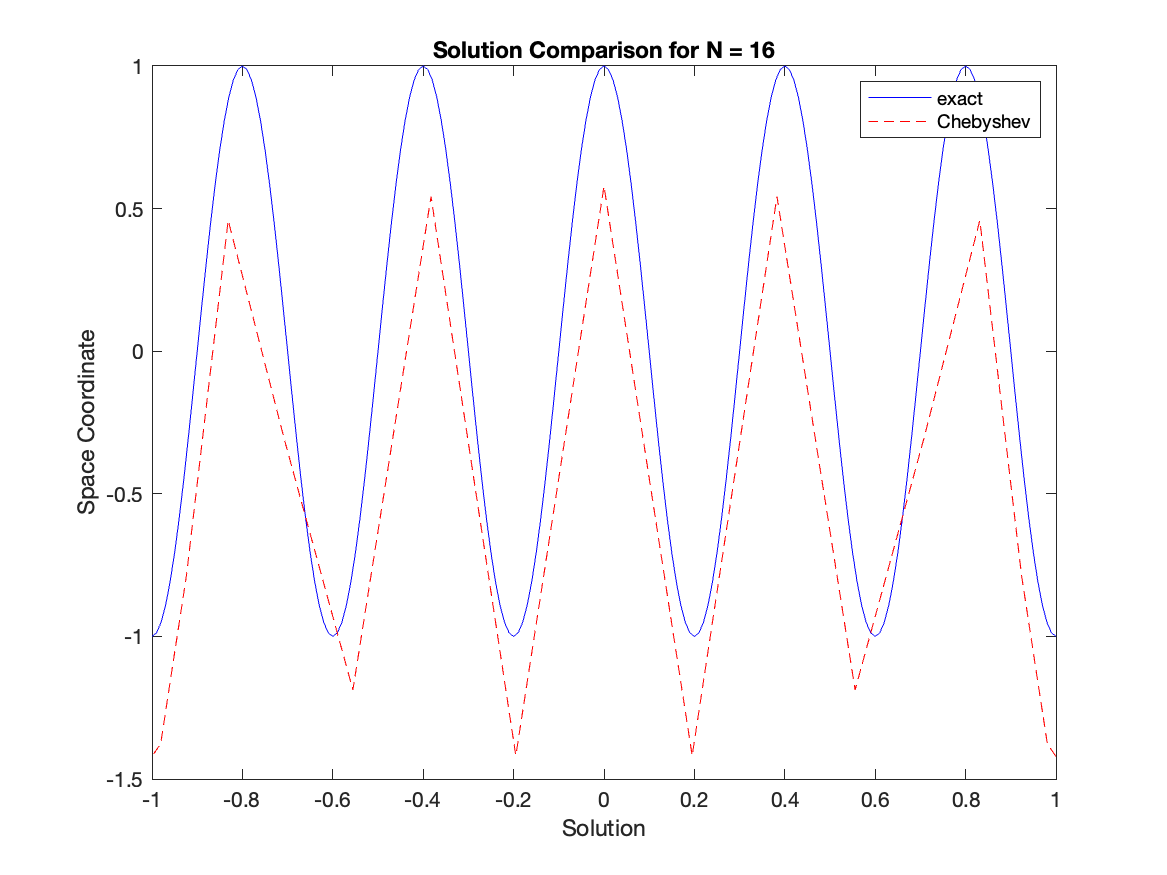 Solution Comparison for N = 16
exact
Chebyshev
1
0.5
0
-0.5
-1
-1.5
Space Coordinate
-1 -0.8 -0.6 -0.4 -0.2 0 0.2 0.4 0.6 0.8 1
Solution